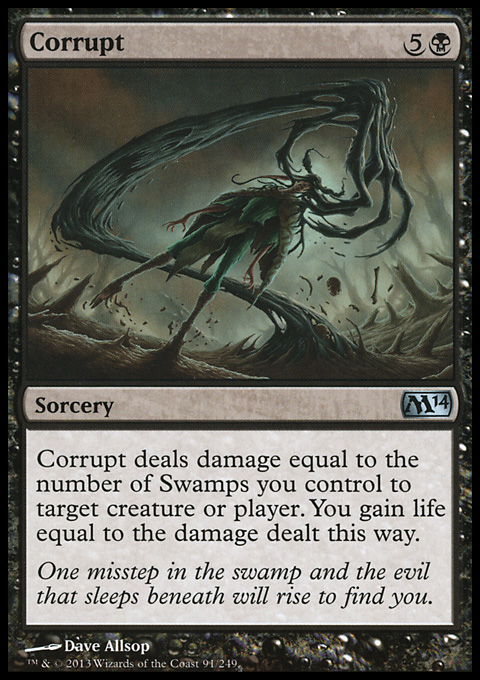 Corrupt 5
Sorcery M14
Corrupt deals damage equal to the
number of Swamps you control to
target creature or player. You gain life
equal to the damage dealt this way.
One misstep in the swamp and the evil
that sleeps beneath will rise to find you.
Dave Allsop
™ & © 2013 Wizards of the Coast 91/249